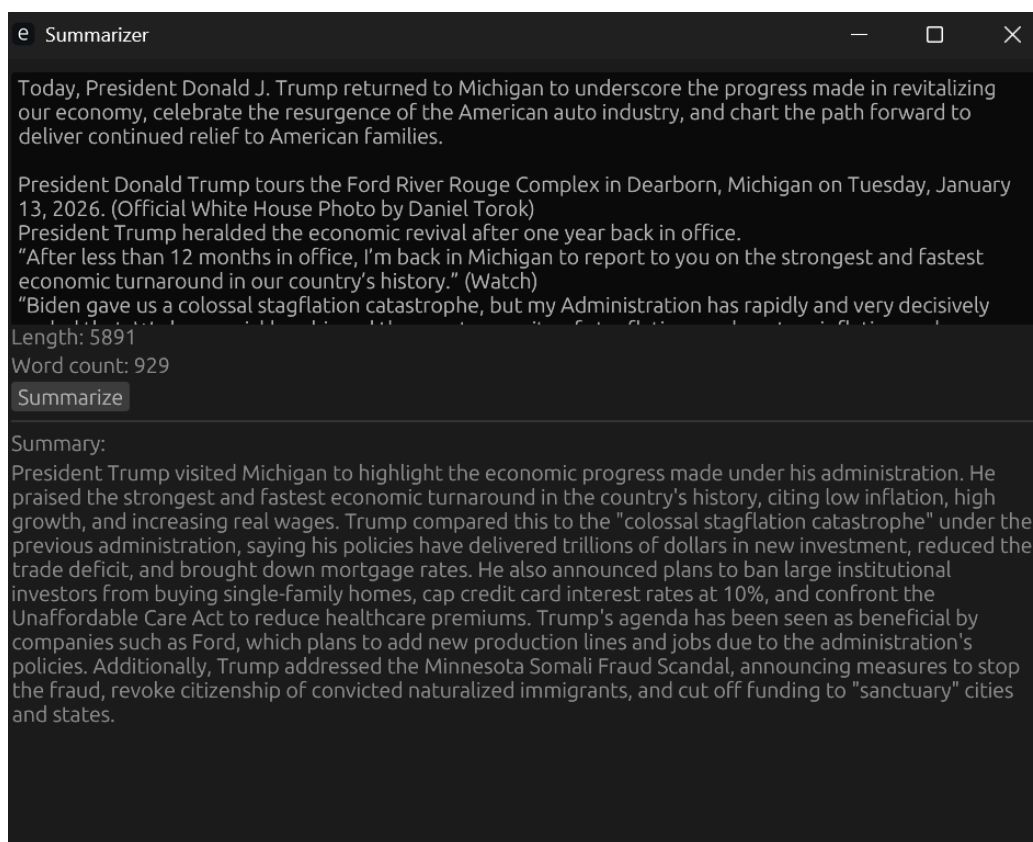 e Summarizer
Today, President Donald J. Trump returned to Michigan to underscore the progress made in revitalizing
our economy, celebrate the resurgence of the American auto industry, and chart the path forward to
deliver continued relief to American families.
President Donald Trump tours the Ford River Rouge Complex in Dearborn, Michigan on Tuesday, January
13, 2026. (Official White House Photo by Daniel Torok)
President Trump heralded the economic revival after one year back in office.
“After less than 12 months in office, I’m back in Michigan to report to you on the strongest and fastest
economic turnaround in our country’s history.” (Watch)
“Biden gave us a colossal stagflation catastrophe, but my Administration has rapidly and very decisively
Length: 5891
Word count: 929
Summarize
Summary:
President Trump visited Michigan to highlight the economic progress made under his administration. He
praised the strongest and fastest economic turnaround in the country's history, citing low inflation, high
growth, and increasing real wages. Trump compared this to the "colossal stagflation catastrophe" under the
previous administration, saying his policies have delivered trillions of dollars in new investment, reduced the
trade deficit, and brought down mortgage rates. He also announced plans to ban large institutional
investors from buying single-family homes, cap credit card interest rates at 10%, and confront the
Unaffordable Care Act to reduce healthcare premiums. Trump's agenda has been seen as beneficial by
companies such as Ford, which plans to add new production lines and jobs due to the administration's
policies. Additionally, Trump addressed the Minnesota Somali Fraud Scandal, announcing measures to stop
the fraud, revoke citizenship of convicted naturalized immigrants, and cut off funding to "sanctuary" cities
and states.